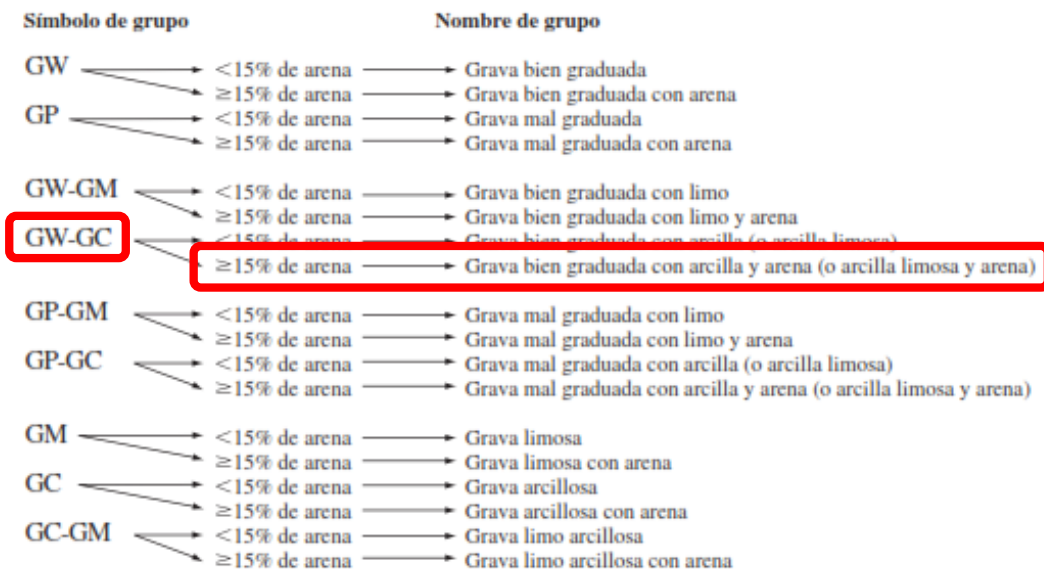 Símbolo de grupo Nombre de grupo
GW <15% de arena Grava bien graduada
≥15% de arena Grava bien graduada con arena
GP <15% de arena Grava mal graduada
≥15% de arena Grava mal graduada con arena
GW-GM <15% de arena Grava bien graduada con limo
≥15% de arena Grava bien graduada con limo y arena
GW-GC <15% de arena Grava bien graduada con arcilla (o arcilla limosa)
≥15% de arena Grava bien graduada con arcilla y arena (o arcilla limosa y arena)
GP-GM <15% de arena Grava mal graduada con limo
≥15% de arena Grava mal graduada con limo y arena
GP-GC <15% de arena Grava mal graduada con arcilla (o arcilla limosa)
≥15% de arena Grava mal graduada con arcilla y arena (o arcilla limosa y arena)
GM <15% de arena Grava limosa
≥15% de arena Grava limosa con arena
GC <15% de arena Grava arcillosa
≥15% de arena Grava arcillosa con arena
GC-GM <15% de arena Grava limo arcillosa
≥15% de arena Grava limo arcillosa con arena